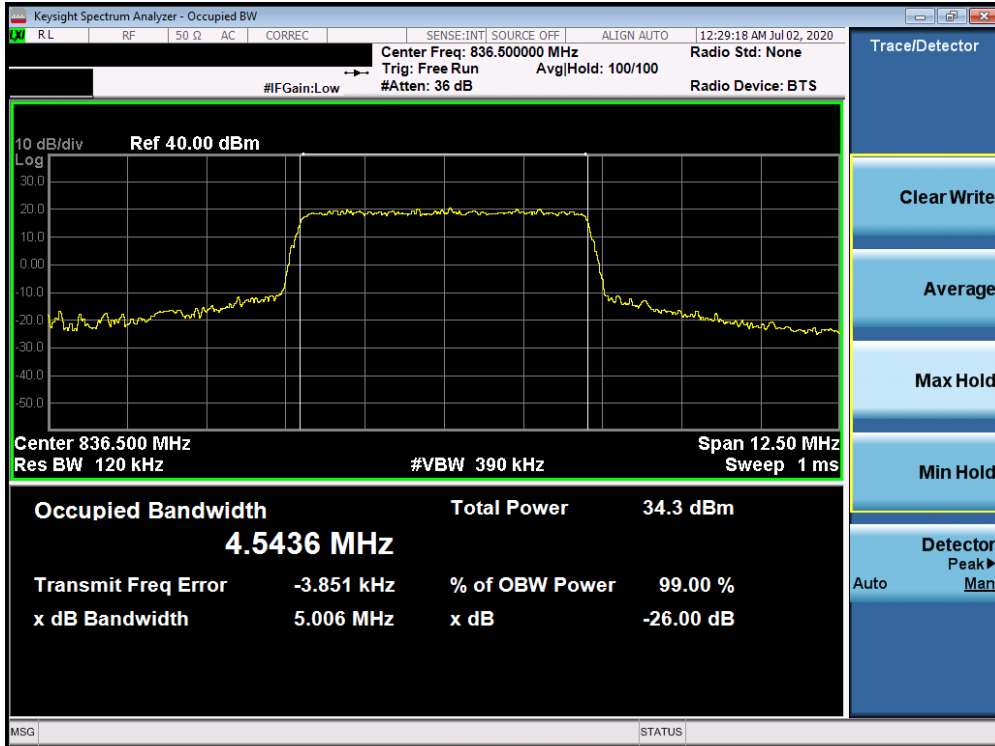 Keysight Spectrum Analyzer - Occupied BW
LXI RL RF 50 Ω AC CORREC SENSE:INT SOURCE OFF ALIGN AUTO 12:29:18 AM Jul 02, 2020
Center Freq: 836.500000 MHz Radio Std: None
Trig: Free Run Avg|Hold: 100/100
#IFGain:Low #Atten: 36 dB Radio Device: BTS
Trace/Detector
10 dB/div Ref 40.00 dBm
Log
30.0
20.0
10.0
0.00
-10.0
-20.0
-30.0
-40.0
-50.0
Center 836.500 MHz Span 12.50 MHz
Res BW 120 kHz #VBW 390 kHz Sweep 1 ms
Occupied Bandwidth Total Power 34.3 dBm
4.5436 MHz
Transmit Freq Error -3.851 kHz % of OBW Power 99.00 %
x dB Bandwidth 5.006 MHz x dB -26.00 dB
Clear Write
Average
Max Hold
Min Hold
Detector
Peak▶
Auto Man
MSG STATUS